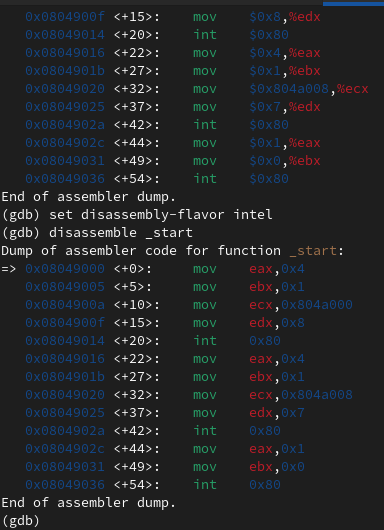 0x0804900f <+15>:    mov    $0x8,%edx
0x08049014 <+20>:    int    $0x80
0x08049016 <+22>:    mov    $0x4,%eax
0x0804901b <+27>:    mov    $0x1,%ebx
0x08049020 <+32>:    mov    $0x804a008,%ecx
0x08049025 <+37>:    mov    $0x7,%edx
0x0804902a <+42>:    int    $0x80
0x0804902c <+44>:    mov    $0x1,%eax
0x08049031 <+49>:    mov    $0x0,%ebx
0x08049036 <+54>:    int    $0x80
End of assembler dump.
(gdb) set disassembly-flavor intel
(gdb) disassemble _start
Dump of assembler code for function _start:
=> 0x08049000 <+0>:    mov    eax,0x4
0x08049005 <+5>:    mov    ebx,0x1
0x0804900a <+10>:    mov    ecx,0x804a000
0x0804900f <+15>:    mov    edx,0x8
0x08049014 <+20>:    int    0x80
0x08049016 <+22>:    mov    eax,0x4
0x0804901b <+27>:    mov    ebx,0x1
0x08049020 <+32>:    mov    ecx,0x804a008
0x08049025 <+37>:    mov    edx,0x7
0x0804902a <+42>:    int    0x80
0x0804902c <+44>:    mov    eax,0x1
0x08049031 <+49>:    mov    ebx,0x0
0x08049036 <+54>:    int    0x80
End of assembler dump.
(gdb)